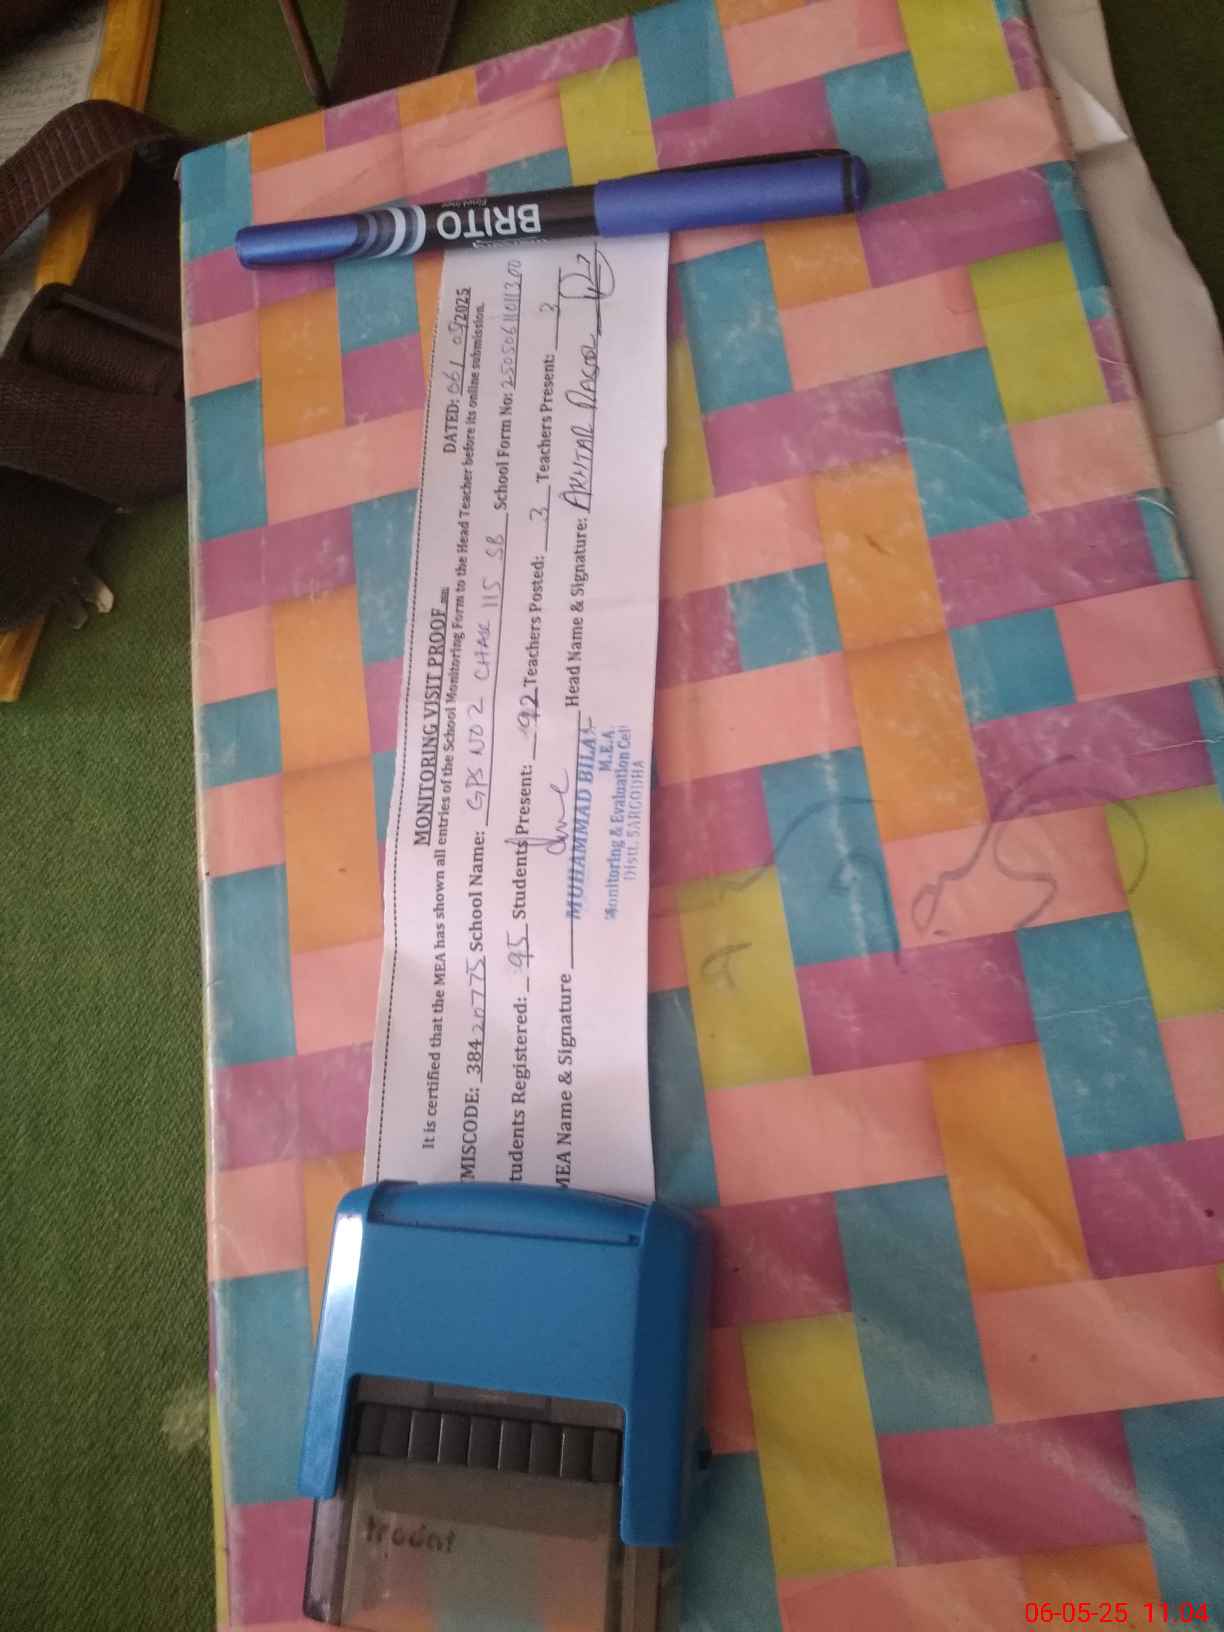 BRITO
MONITORING VISIT PROOF
DATED: 06/05/2025
It is certified that the MEA has shown all entries of the School Monitoring Form to the Head Teacher before its online submission.
MISCODE: 38420775 School Name: GPS NO 2 CHAK 115 SB School Form No: 25050611011300
tudents Registered: 95 Students Present: 92 Teachers Posted: 3 Teachers Present: 3
MEA Name & Signature Head Name & Signature: AKHTAR RASOOL
MUHAMMAD BILAL
M.E.A.
Monitoring & Evaluation Cell
Distt. SARGODHA
trodat
06-05-25 11:04